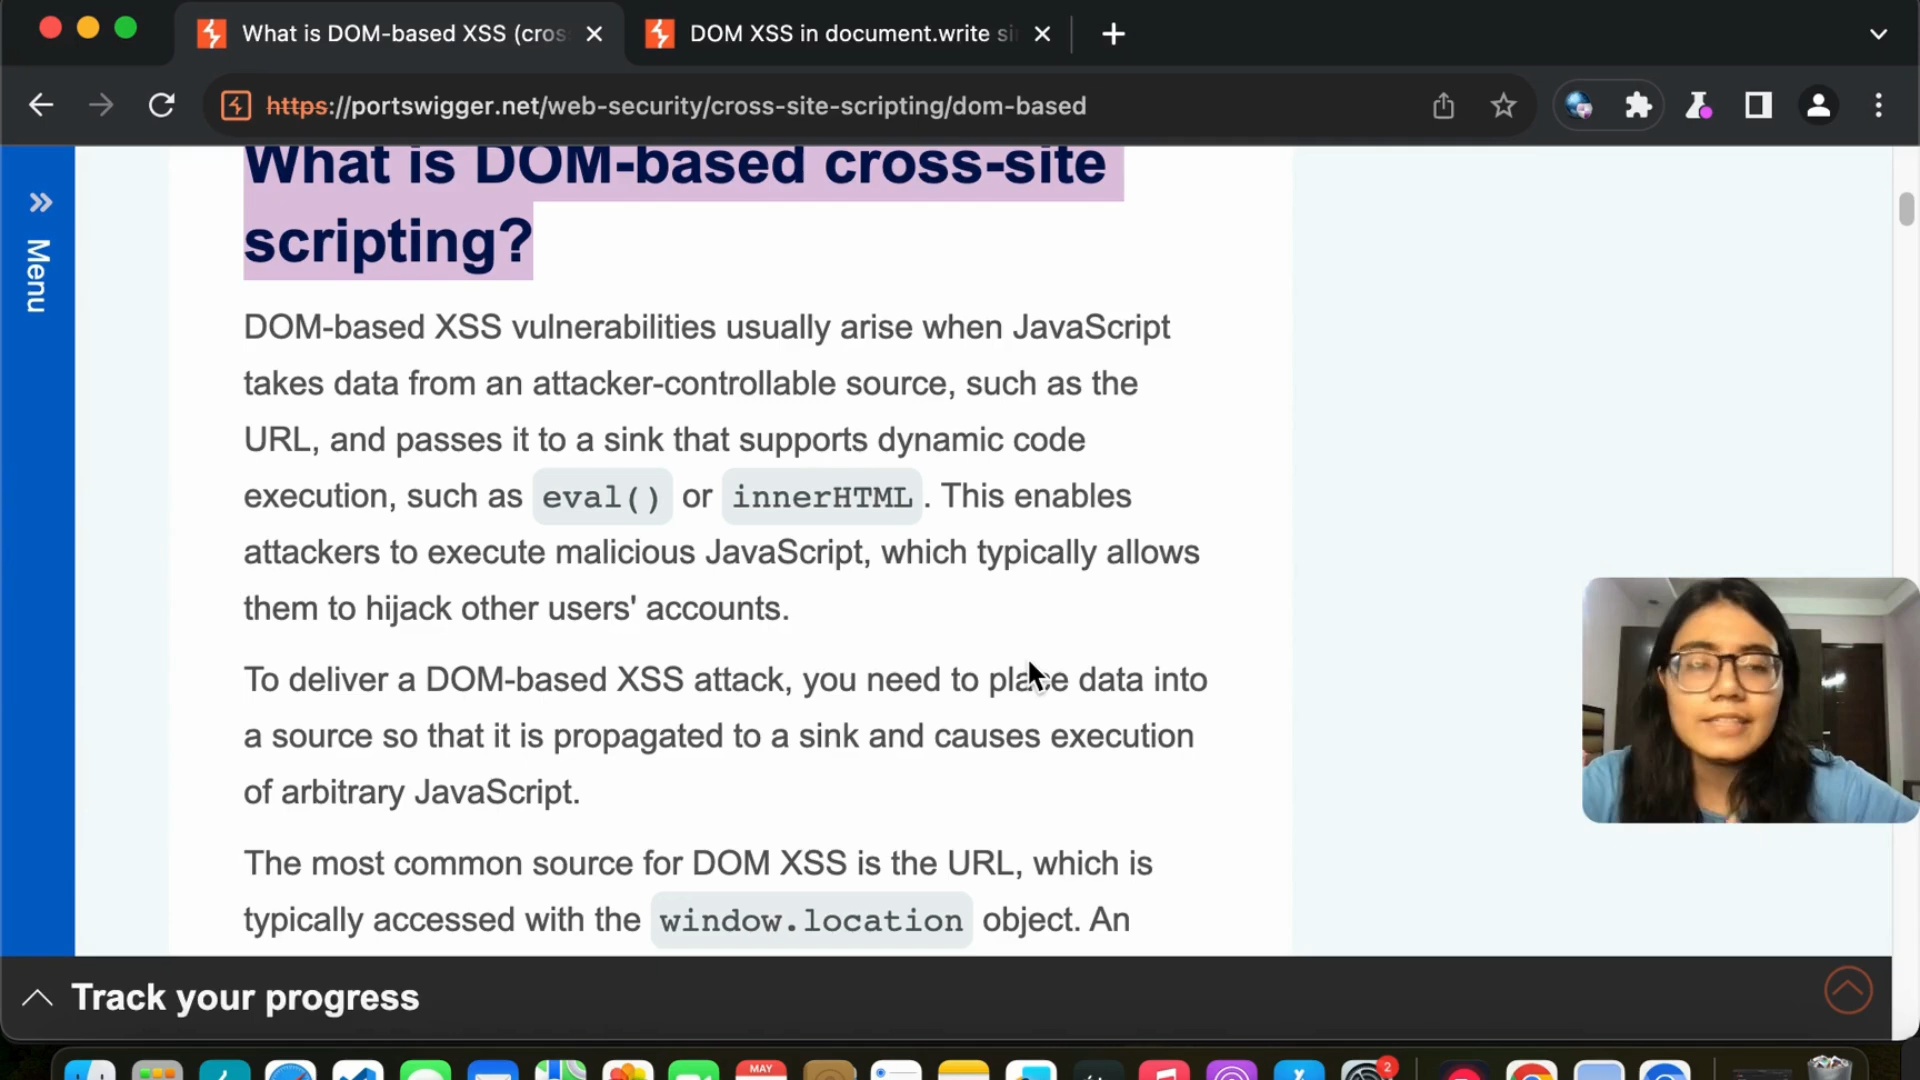 What is DOM-based XSS (cros
DOM XSS in document.write si
https://portswigger.net/web-security/cross-site-scripting/dom-based
Menu
What is DOM-based cross-site
scripting?
DOM-based XSS vulnerabilities usually arise when JavaScript
takes data from an attacker-controllable source, such as the
URL, and passes it to a sink that supports dynamic code
execution, such as eval() or innerHTML. This enables
attackers to execute malicious JavaScript, which typically allows
them to hijack other users' accounts.
To deliver a DOM-based XSS attack, you need to place data into
a source so that it is propagated to a sink and causes execution
of arbitrary JavaScript.
The most common source for DOM XSS is the URL, which is
typically accessed with the window.location object. An
Track your progress
MAY
2